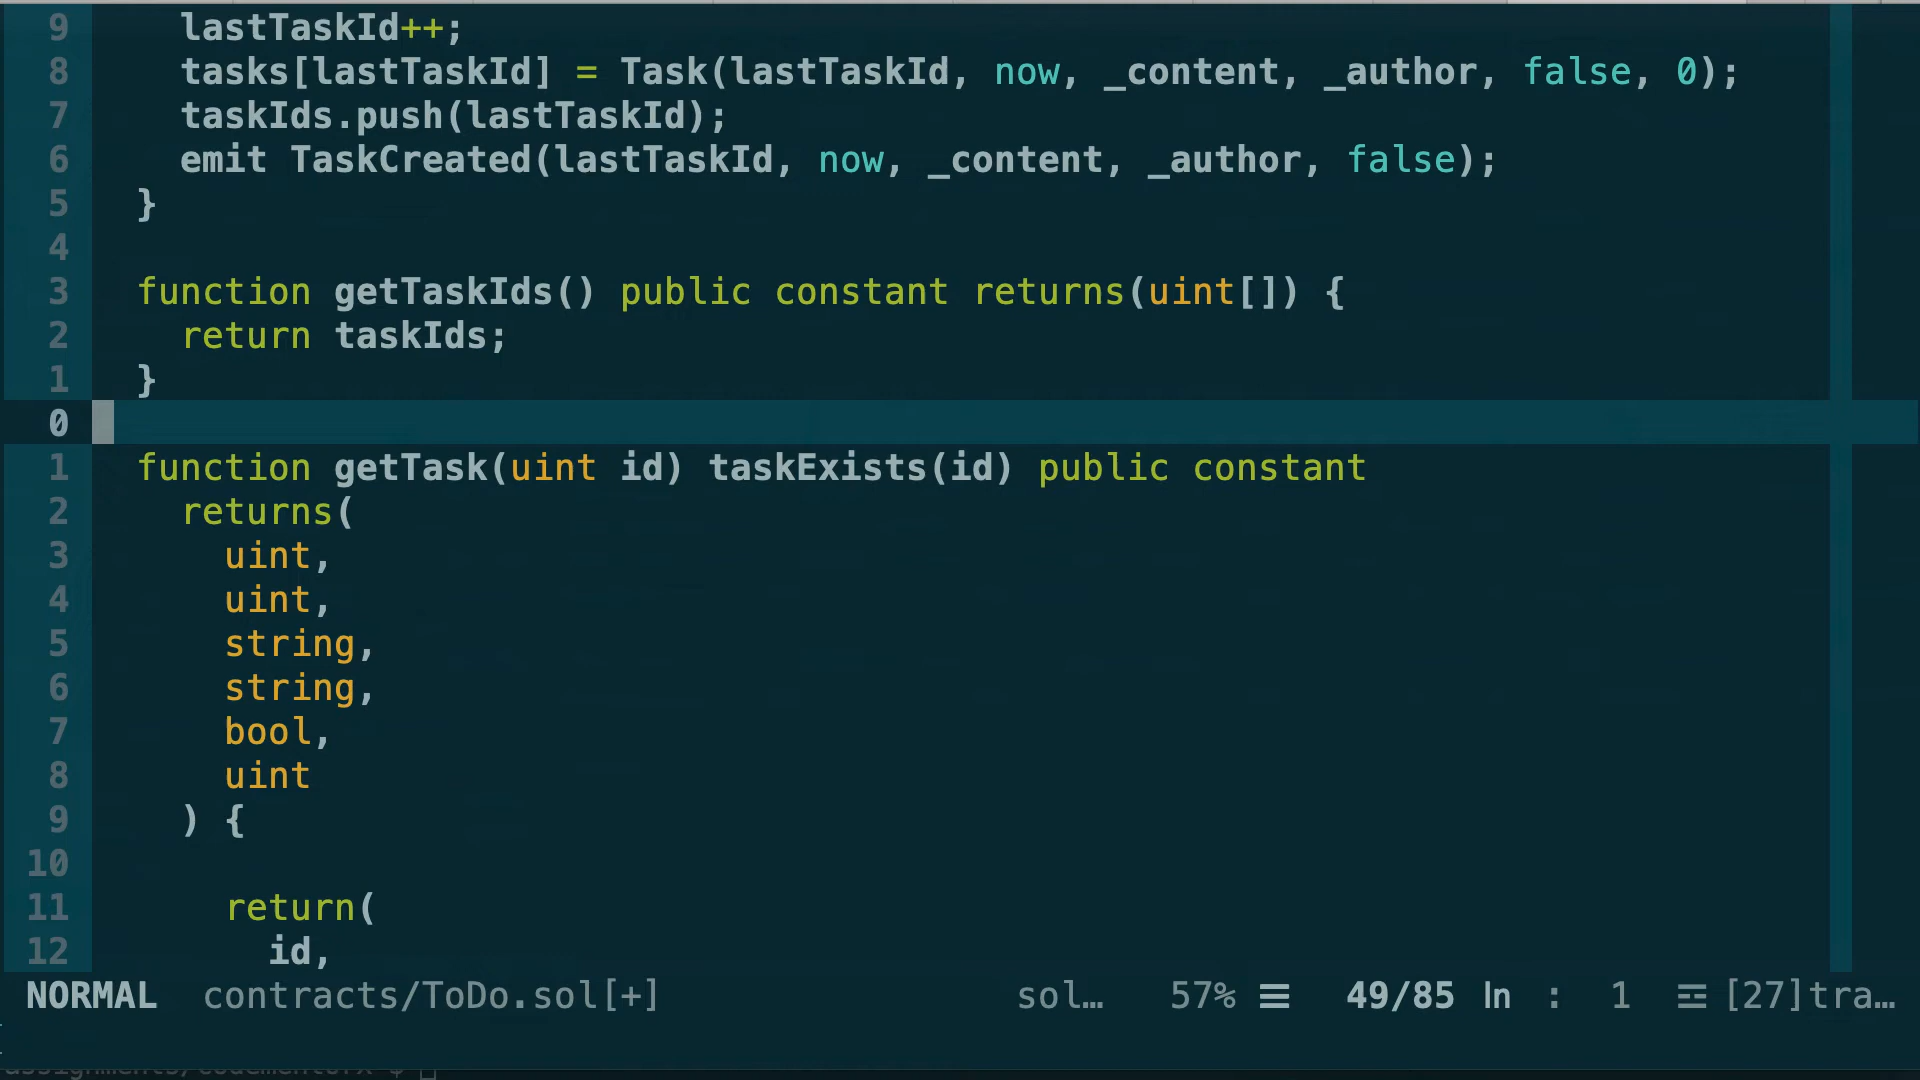 9 lastTaskId++;
8 tasks[lastTaskId] = Task(lastTaskId, now, _content, _author, false, 0);
7 taskIds.push(lastTaskId);
6 emit TaskCreated(lastTaskId, now, _content, _author, false);
5 }
4
3 function getTaskIds() public constant returns(uint[]) {
2 return taskIds;
1 }
0
1 function getTask(uint id) taskExists(id) public constant
2 returns(
3 uint,
4 uint,
5 string,
6 string,
7 bool,
8 uint
9 ) {
10
11 return(
12 id,
NORMAL contracts/ToDo.sol[+] sol… 57% ☰ 49/85 ln : 1 ☲ [27]tra…